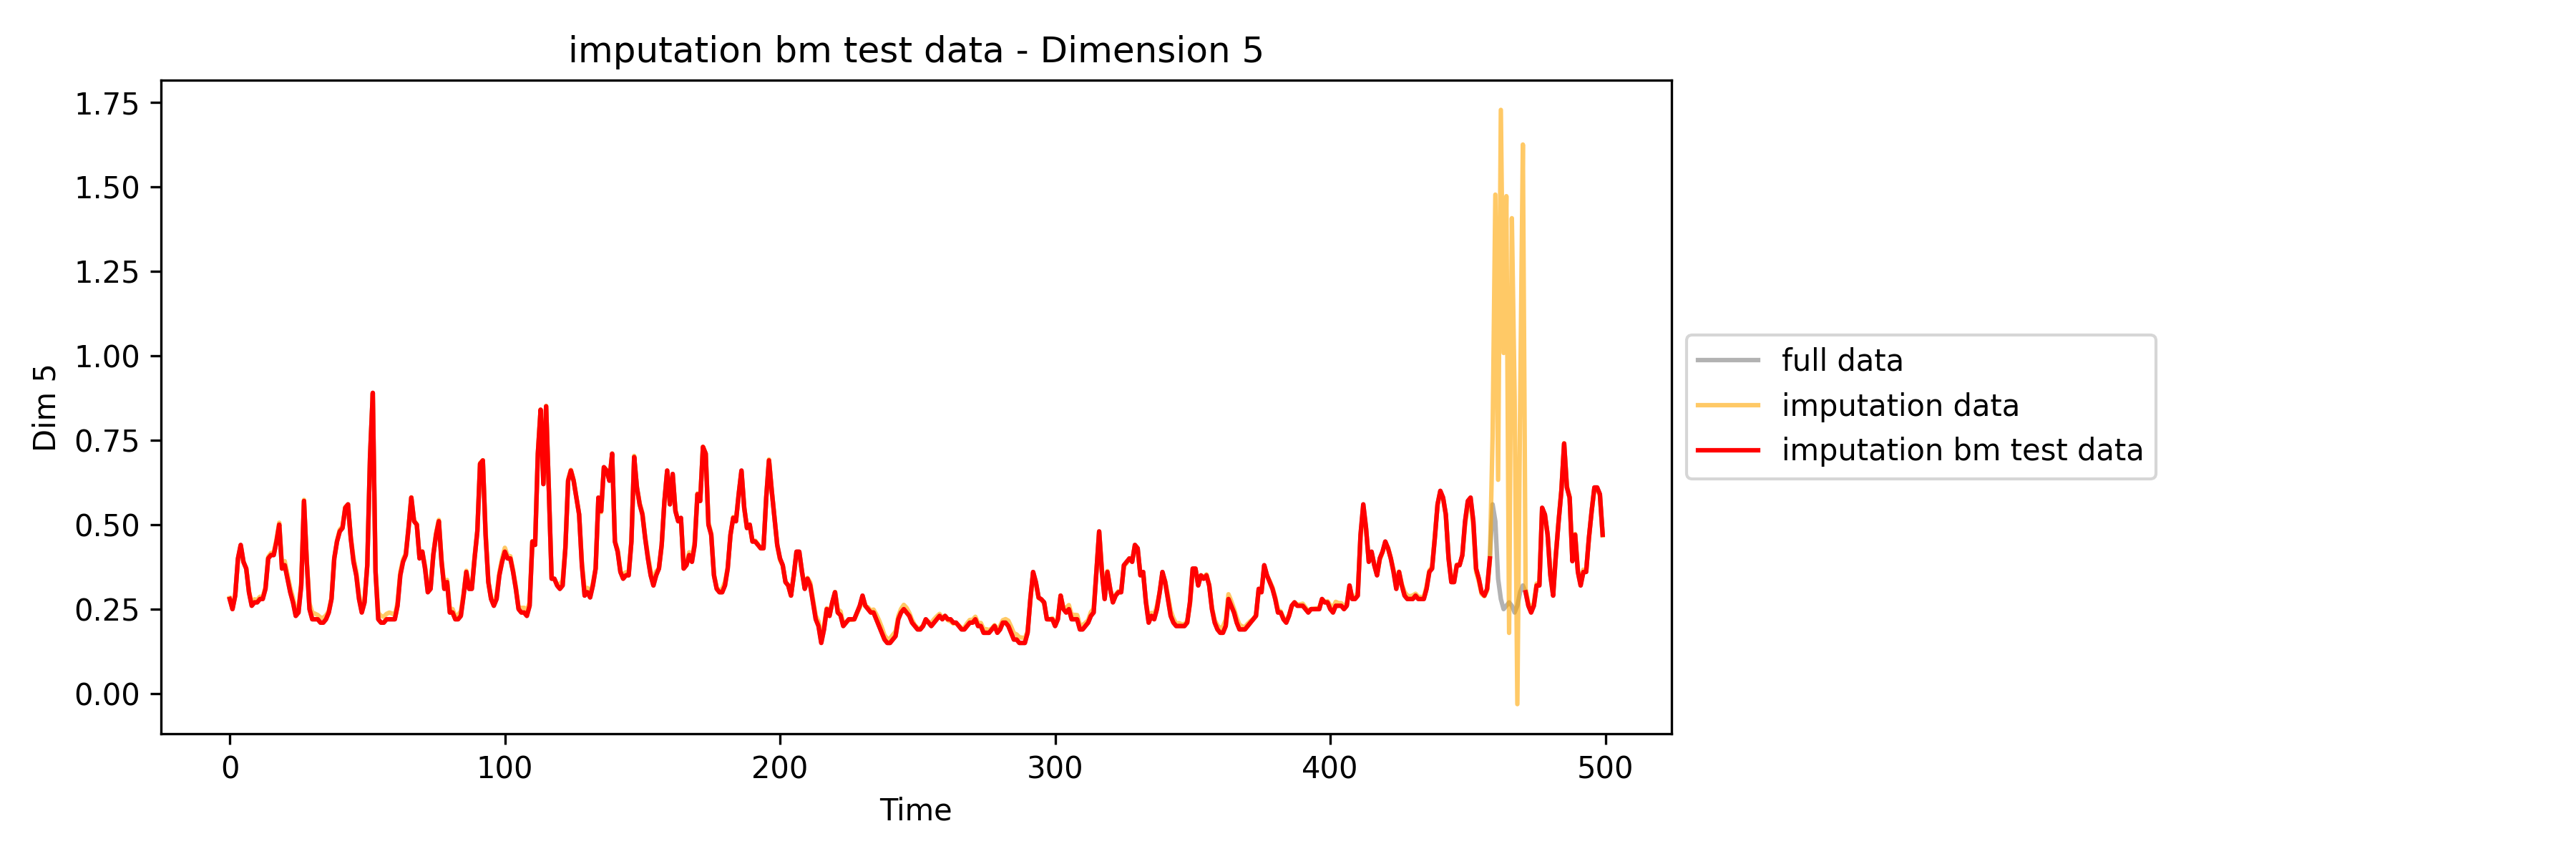 imputation bm test data - Dimension 5
1.75
1.50
1.25
1.00
0.75
0.50
0.25
0.00
Dim 5
0 100 200 300 400 500
Time
full data
imputation data
imputation bm test data